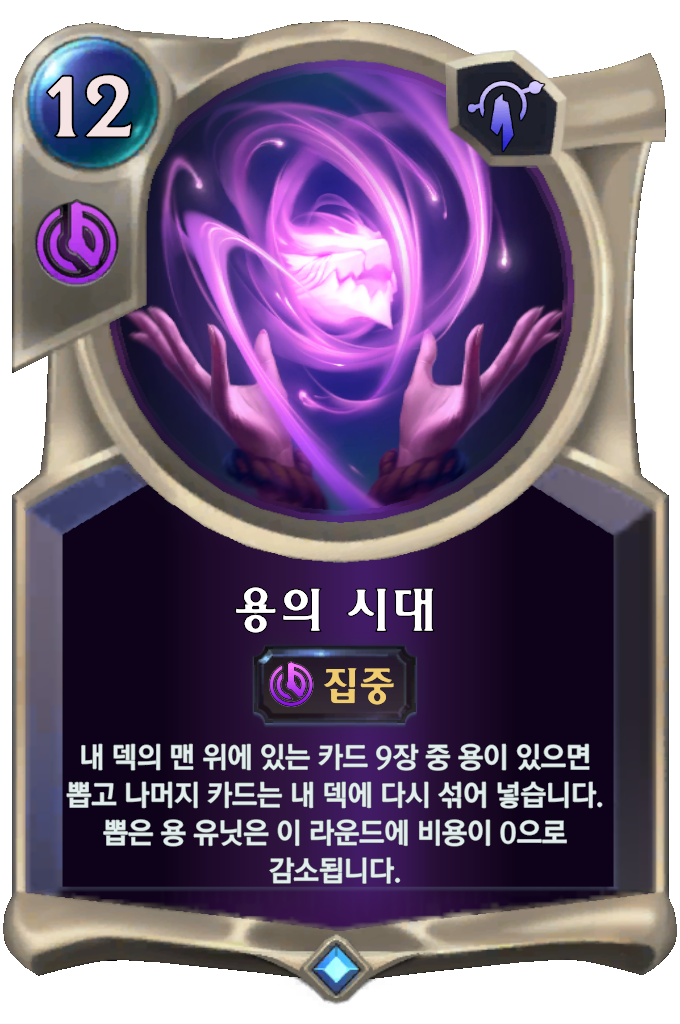 12
용의 시대
집중
내 덱의 맨 위에 있는 카드 9장 중 용이 있으면
뽑고 나머지 카드는 내 덱에 다시 섞어 넣습니다.
뽑은 용 유닛은 이 라운드에 비용이 0으로
감소됩니다.